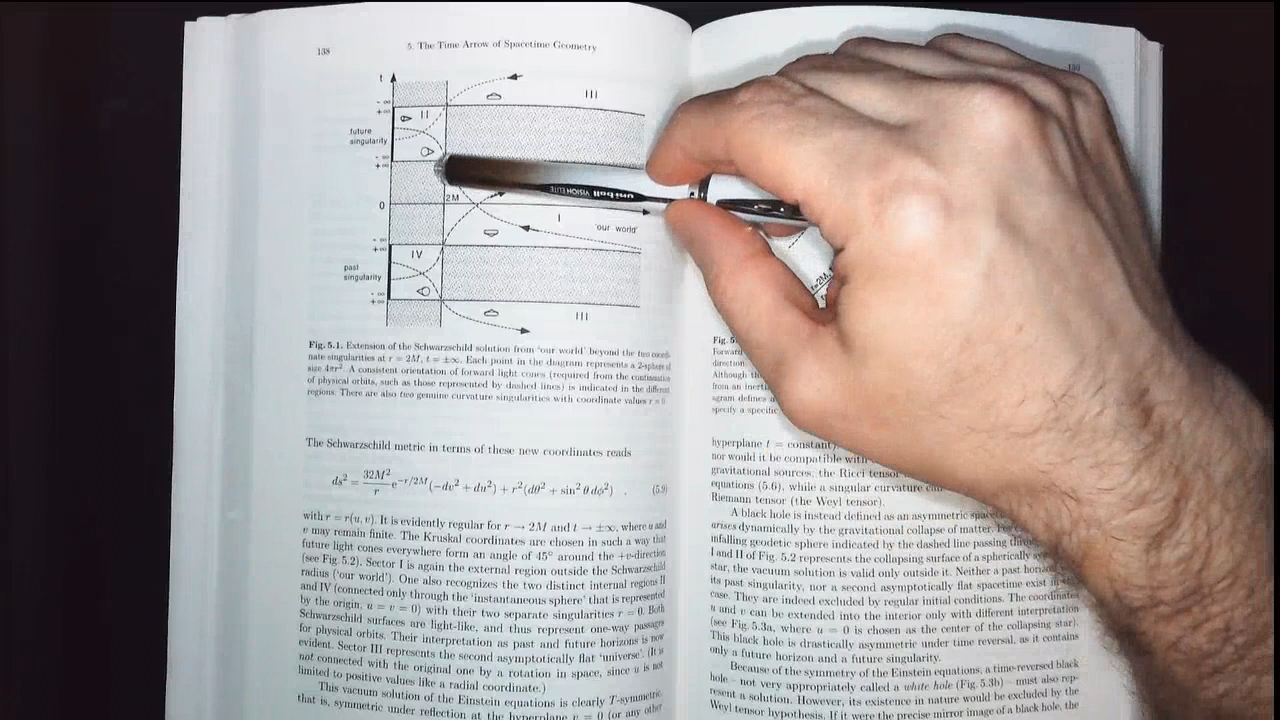 138
5. The Time Arrow of Spacetime Geometry
t
III
- ∞
+∞
II
future
singularity
- ∞
+∞
2M
0
I
'our world'
- ∞
+∞
IV
past
singularity
- ∞
+∞
III
uni-ball VISION ELITE
Fig. 5.1. Extension of the Schwarzschild solution from 'our world' beyond the two coordi-
nate singularities at r = 2M, t = ±∞. Each point in the diagram represents a 2-sphere of
size 4πr². A consistent orientation of forward light cones (required from the continuation
of physical orbits, such as those represented by dashed lines) is indicated in the different
regions. There are also two genuine curvature singularities with coordinate values r = 0
The Schwarzschild metric in terms of these new coordinates reads
ds² = 32M²/r e^{-r/2M}(-dv² + du²) + r²(dθ² + sin² θ dϕ²) . (5.9)
with r = r(u, v). It is evidently regular for r → 2M and t → ±∞, where u and
v may remain finite. The Kruskal coordinates are chosen in such a way that
future light cones everywhere form an angle of 45° around the +v-direction
(see Fig. 5.2). Sector I is again the external region outside the Schwarzschild
radius ('our world'). One also recognizes the two distinct internal regions II
and IV (connected only through the 'instantaneous sphere' that is represented
by the origin, u = v = 0) with their two separate singularities r = 0. Both
Schwarzschild surfaces are light-like, and thus represent one-way passages
for physical orbits. Their interpretation as past and future horizons is now
evident. Sector III represents the second asymptotically flat 'universe'. (It is
not connected with the original one by a rotation in space, since u is not
limited to positive values like a radial coordinate.)
This vacuum solution of the Einstein equations is clearly T-symmetric,
that is, symmetric under reflection at the hyperplane v = 0 (or any other
139
r=2M,
Fig. 5
Forward
direction
Although th
from an inerti
agram defines a
specify a specific
hyperplane t = constant)
nor would it be compatible with
gravitational sources; the Ricci tensor
equations (5.6), while a singular curvature
Riemann tensor (the Weyl tensor).
A black hole is instead defined as an asymmetric
arises dynamically by the gravitational collapse of matter.
infalling geodetic sphere indicated by the dashed line passing
I and II of Fig. 5.2 represents the collapsing surface of a spherically
star, the vacuum solution is valid only outside it. Neither a past horizon
its past singularity, nor a second asymptotically flat spacetime exist in
case. They are indeed excluded by regular initial conditions. The coordinates
u and v can be extended into the interior only with different interpretation
(see Fig. 5.3a, where u = 0 is chosen as the center of the collapsing star).
This black hole is drastically asymmetric under time reversal, as it contains
only a future horizon and a future singularity.
Because of the symmetry of the Einstein equations, a time-reversed black
hole – not very appropriately called a white hole (Fig. 5.3b) – must also rep-
resent a solution. However, its existence in nature would be excluded by the
Weyl tensor hypothesis. If it were the precise mirror image of a black hole, the